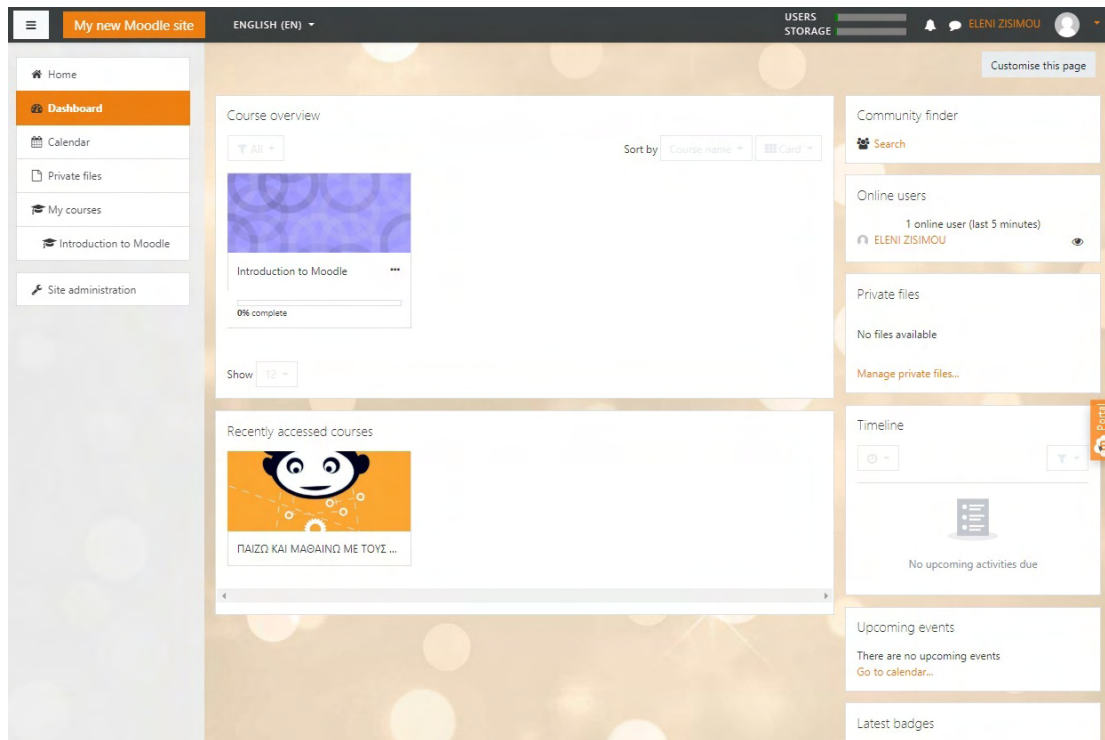 My new Moodle site
ENGLISH (EN)
USERS
STORAGE
ELENI ZISIMOU
Customise this page
Home
Dashboard
Calendar
Private files
My courses
Introduction to Moodle
Site administration
Course overview
All
Sort by Course name Card
Introduction to Moodle ...
0% complete
Show 12
Recently accessed courses
ΠΑΙΖΩ ΚΑΙ ΜΑΘΑΙΝΩ ΜΕ ΤΟΥΣ ...
Community finder
Search
Online users
1 online user (last 5 minutes)
ELENI ZISIMOU
Private files
No files available
Manage private files...
Portal
Timeline
No upcoming activities due
Upcoming events
There are no upcoming events
Go to calendar...
Latest badges